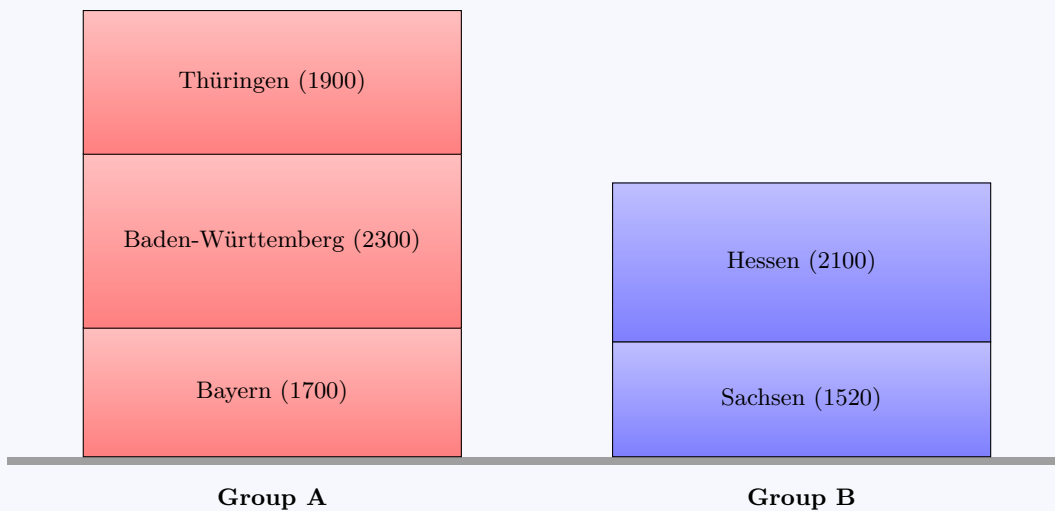 Thüringen (1900)
Baden-Württemberg (2300)
Bayern (1700)
Hessen (2100)
Sachsen (1520)
Group A
Group B